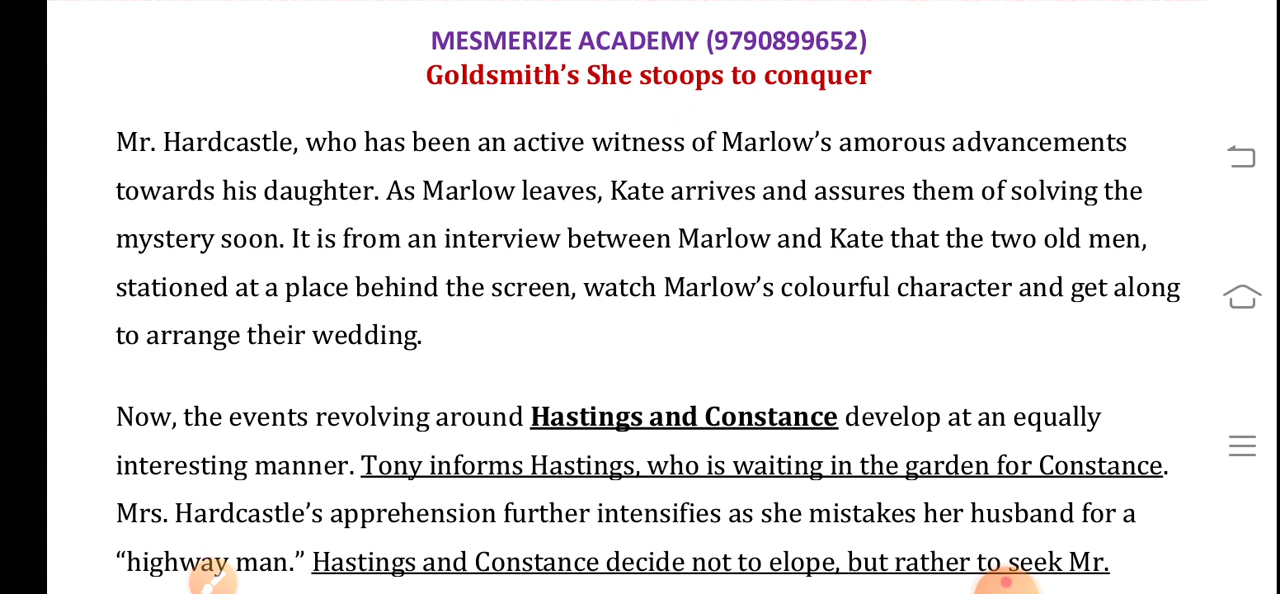 MESMERIZE ACADEMY (9790899652)
Goldsmith’s She stoops to conquer
Mr. Hardcastle, who has been an active witness of Marlow’s amorous advancements
towards his daughter. As Marlow leaves, Kate arrives and assures them of solving the
mystery soon. It is from an interview between Marlow and Kate that the two old men,
stationed at a place behind the screen, watch Marlow’s colourful character and get along
to arrange their wedding.
Now, the events revolving around Hastings and Constance develop at an equally
interesting manner. Tony informs Hastings, who is waiting in the garden for Constance.
Mrs. Hardcastle’s apprehension further intensifies as she mistakes her husband for a
“highway man.” Hastings and Constance decide not to elope, but rather to seek Mr.